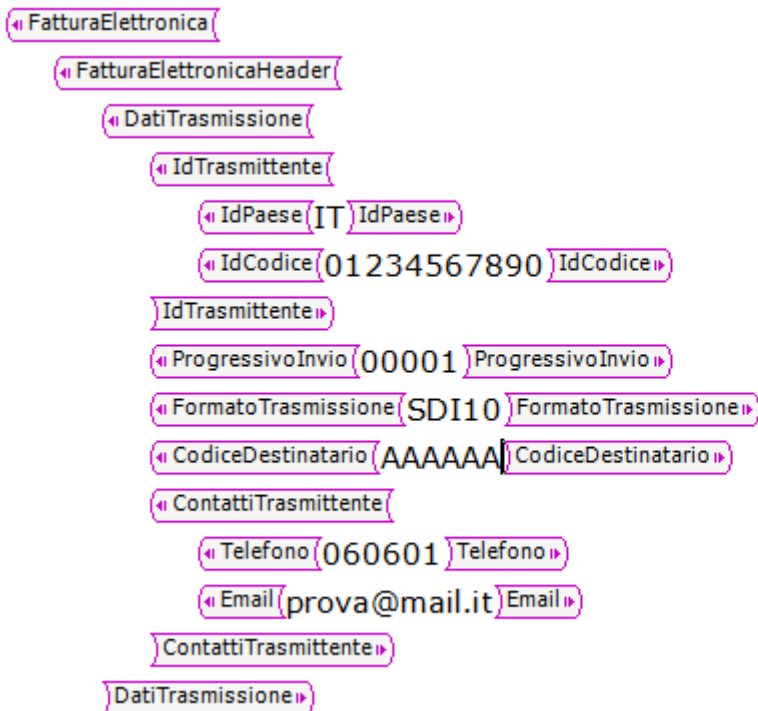 FatturaElettronica
FatturaElettronicaHeader
DatiTrasmissione
IdTrasmittente
IdPaese IT IdPaese
IdCodice 01234567890 IdCodice
IdTrasmittente
ProgressivoInvio 00001 ProgressivoInvio
FormatoTrasmissione SDI10 FormatoTrasmissione
CodiceDestinatario AAAAAA CodiceDestinatario
ContattiTrasmittente
Telefono 060601 Telefono
Email prova@mail.it Email
ContattiTrasmittente
DatiTrasmissione